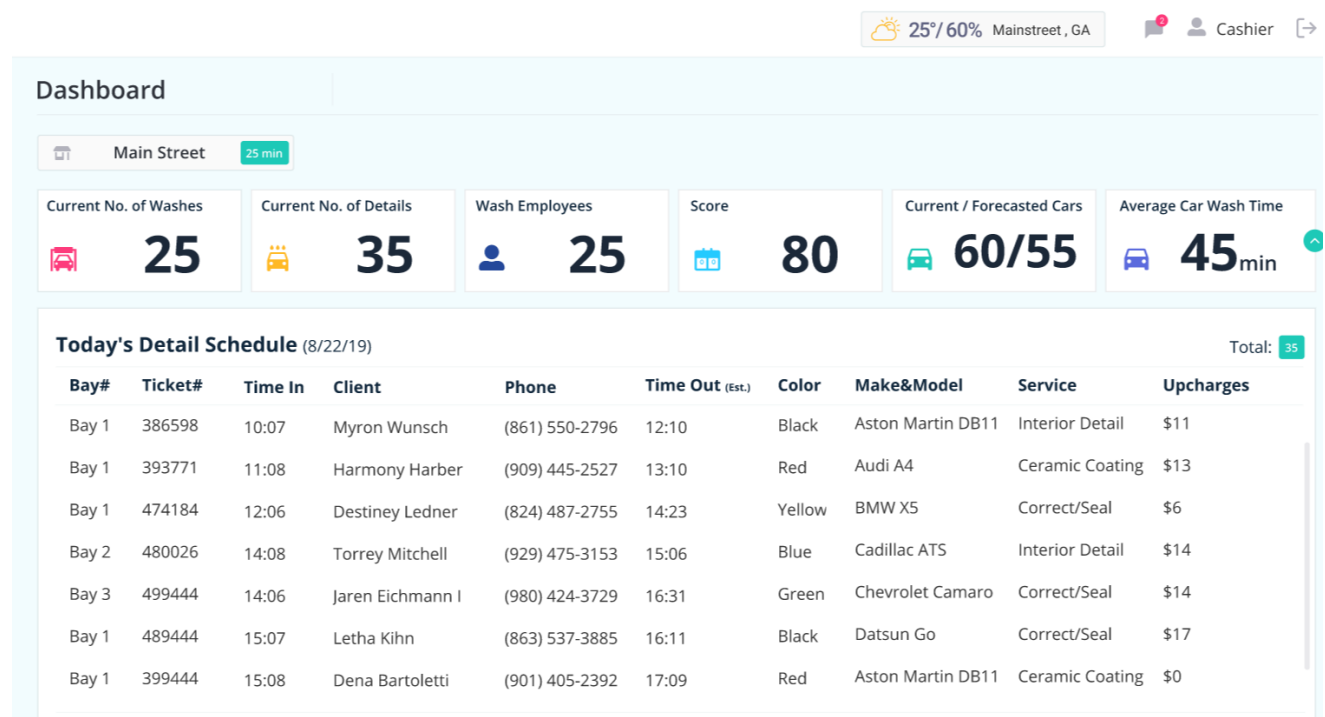 25°/60% Mainstreet , GA 2 Cashier
Dashboard
Main Street 25 min
Current No. of Washes Current No. of Details Wash Employees Score Current / Forecasted Cars Average Car Wash Time
25 35 25 80 60/55 45min
Today's Detail Schedule (8/22/19) Total: 35
Bay# Ticket# Time In Client Phone Time Out (Est.) Color Make&Model Service Upcharges
Bay 1 386598 10:07 Myron Wunsch (861) 550-2796 12:10 Black Aston Martin DB11 Interior Detail $11
Bay 1 393771 11:08 Harmony Harber (909) 445-2527 13:10 Red Audi A4 Ceramic Coating $13
Bay 1 474184 12:06 Destiney Ledner (824) 487-2755 14:23 Yellow BMW X5 Correct/Seal $6
Bay 2 480026 14:08 Torrey Mitchell (929) 475-3153 15:06 Blue Cadillac ATS Interior Detail $14
Bay 3 499444 14:06 Jaren Eichmann I (980) 424-3729 16:31 Green Chevrolet Camaro Correct/Seal $14
Bay 1 489444 15:07 Letha Kihn (863) 537-3885 16:11 Black Datsun Go Correct/Seal $17
Bay 1 399444 15:08 Dena Bartoletti (901) 405-2392 17:09 Red Aston Martin DB11 Ceramic Coating $0